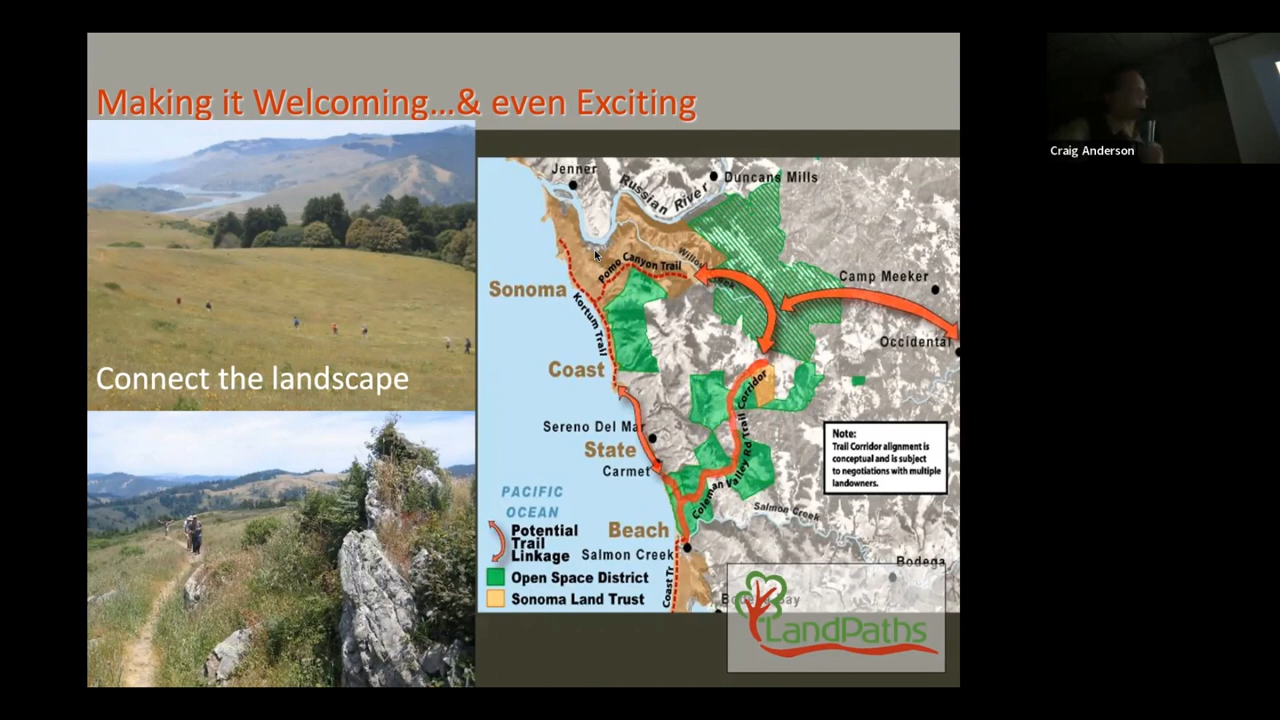 Making it Welcoming…& even Exciting
Connect the landscape
Jenner
Russian River
Duncans Mills
Pomo Canyon Trail
Camp Meeker
Sonoma
Kortum Trail
Occidental
Coast
Corridor
Sereno Del Mar
State
Carmet
Coleman Valley Rd Trail
Note:
Trail Corridor alignment is
conceptual and is subject
to negotiations with multiple
landowners.
PACIFIC
OCEAN
Salmon Creek
Potential
Trail
Linkage
Beach
Salmon Creek
Bodega
Open Space District
Coast Tr
Sonoma Land Trust
LandPaths
Craig Anderson